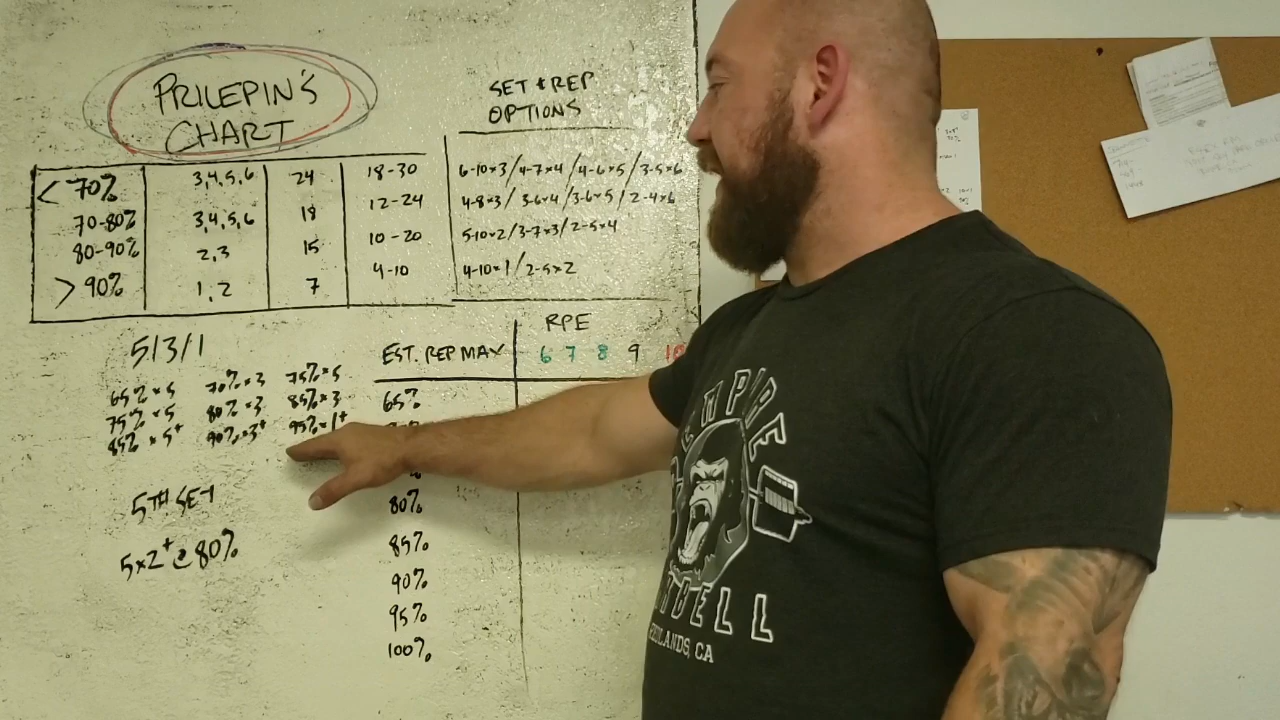 PRILEPIN'S
CHART
SET + REP
OPTIONS
< 70% 3,4,5,6 24 18-30 6-10×3/4-7×4/4-6×5/3-5×6
70-80% 3,4,5,6 18 12-24 4-8×3/3-6×4/3-6×5/2-4×6
80-90% 2,3 15 10-20 5-10×2/3-7×3/2-5×4
> 90% 1,2 7 4-10 4-10×1/2-5×2
5/3/1
65%×5 70%×3 75%×5
75%×5 80%×3 85%×3
85%×5+ 90%×3+ 95%×1+
5TH SET
5×2+@80%
EST. REP MAX
RPE
6 7 8 9 10
65%
80%
85%
90%
95%
100%
EMPIRE
BARBELL
REDLANDS, CA